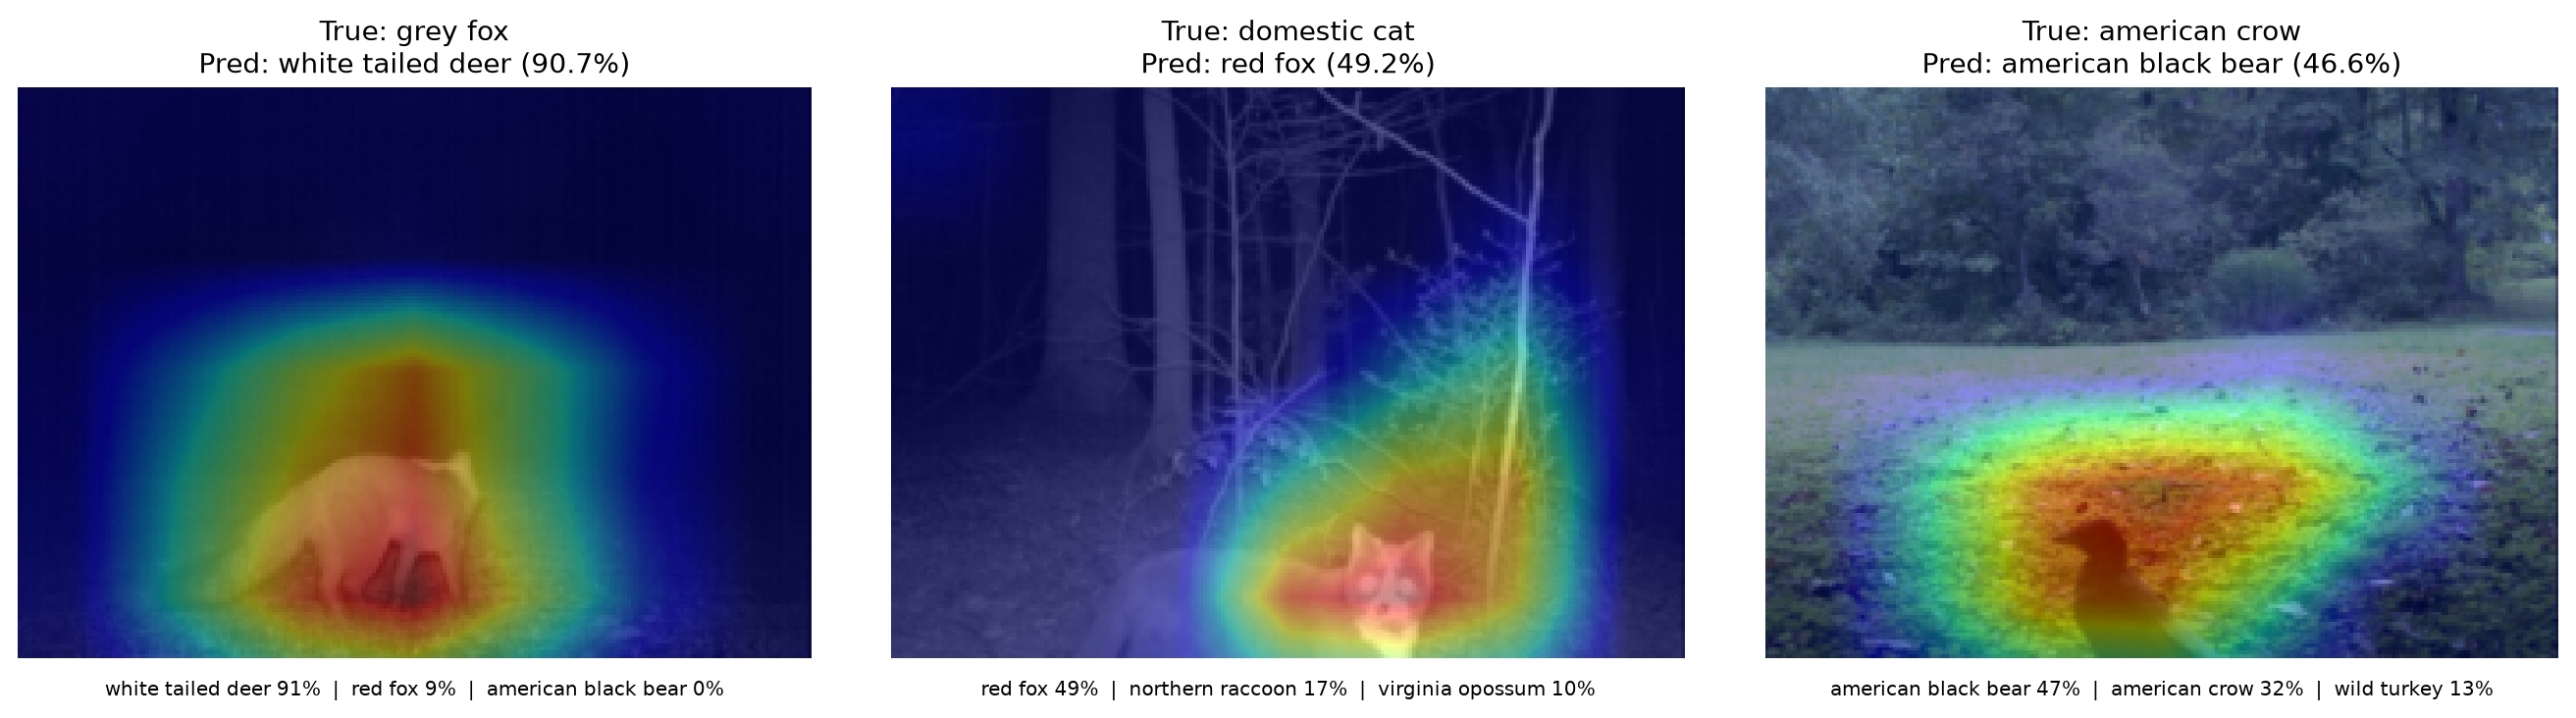 True: grey fox
Pred: white tailed deer (90.7%)
white tailed deer 91% | red fox 9% | american black bear 0%
True: domestic cat
Pred: red fox (49.2%)
red fox 49% | northern raccoon 17% | virginia opossum 10%
True: american crow
Pred: american black bear (46.6%)
american black bear 47% | american crow 32% | wild turkey 13%